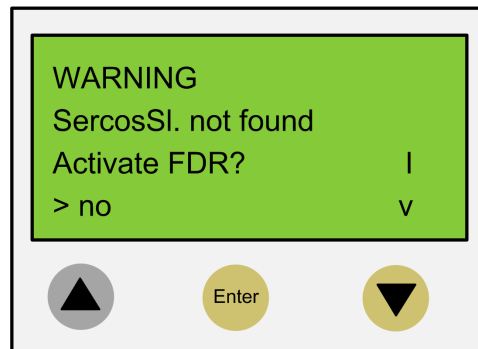 WARNING
SercosSl. not found
Activate FDR? I
> no v
Enter